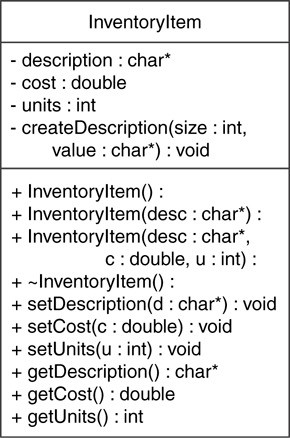 InventoryItem
- description : char*
- cost : double
- units : int
- createDescription(size : int,
value : char*) : void
+ InventoryItem() :
+ InventoryItem(desc : char*) :
+ InventoryItem(desc : char*,
c : double, u : int) :
+ ~InventoryItem() :
+ setDescription(d : char*) : void
+ setCost(c : double) : void
+ setUnits(u : int) : void
+ getDescription() : char*
+ getCost() : double
+ getUnits() : int